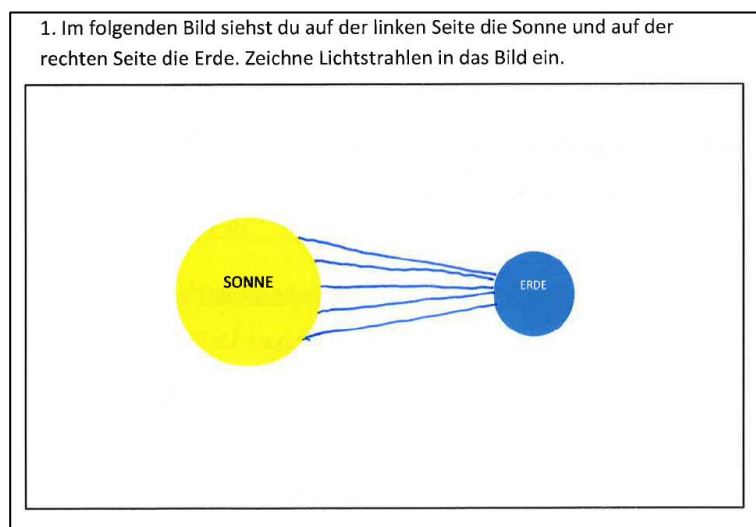 1. Im folgenden Bild siehst du auf der linken Seite die Sonne und auf der
rechten Seite die Erde. Zeichne Lichtstrahlen in das Bild ein.
SONNE
ERDE